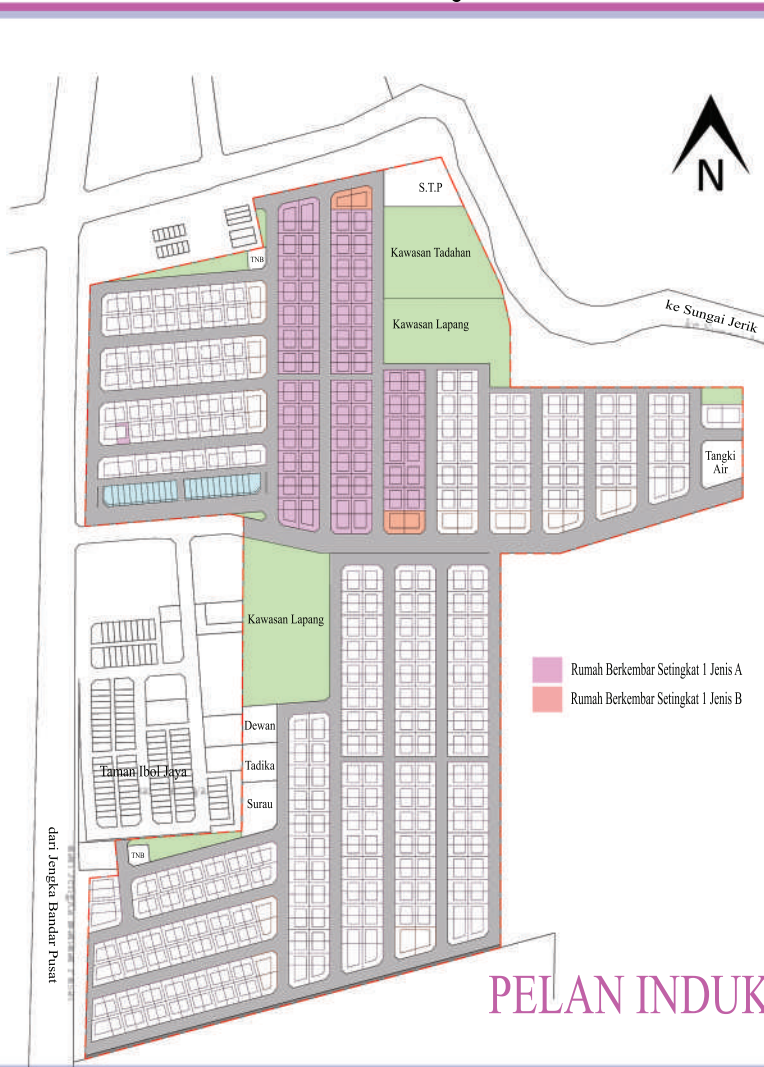 N
S.T.P
Kawasan Tadahan
TNB
Kawasan Lapang
ke Sungai Jerik
Tangki
Air
Kawasan Lapang
Rumah Berkembar Setingkat 1 Jenis A
Rumah Berkembar Setingkat 1 Jenis B
Dewan
Tadika
Taman Ibol Jaya
Surau
TNB
dari Jengka Bandar Pusat
PELAN INDUK